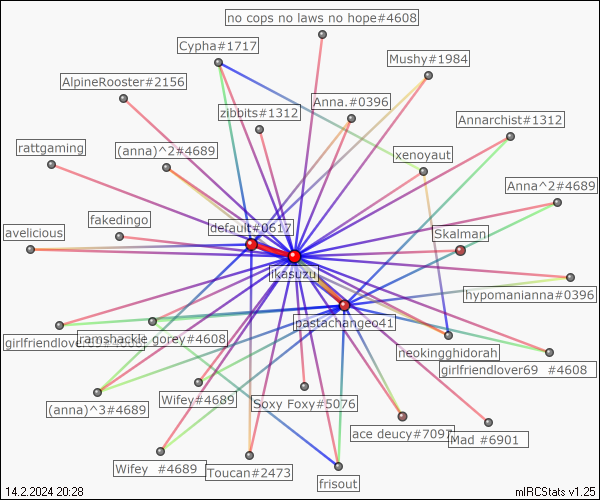 no cops no laws no hope#4608
Cypha#1717
Mushy#1984
AlpineRooster#2156
Anna.#0396
zibbits#1312
Annarchist#1312
rattgaming
(anna)^2#4689
xenoyaut
Anna^2#4689
fakedingo
default#0617
avelicious
Skalman
ikasuzu
hypomanianna#0396
pastachangeo41
girlfriendlover69
ramshackle gorey#4608
neokingghidorah
girlfriendlover69 #4608
(anna)^3#4689
Wifey#4689
Soxy Foxy#5076
ace deucy#7097
Mad #6901
Wifey #4689
Toucan#2473
frisout
14.2.2024 20:28
mIRCStats v1.25